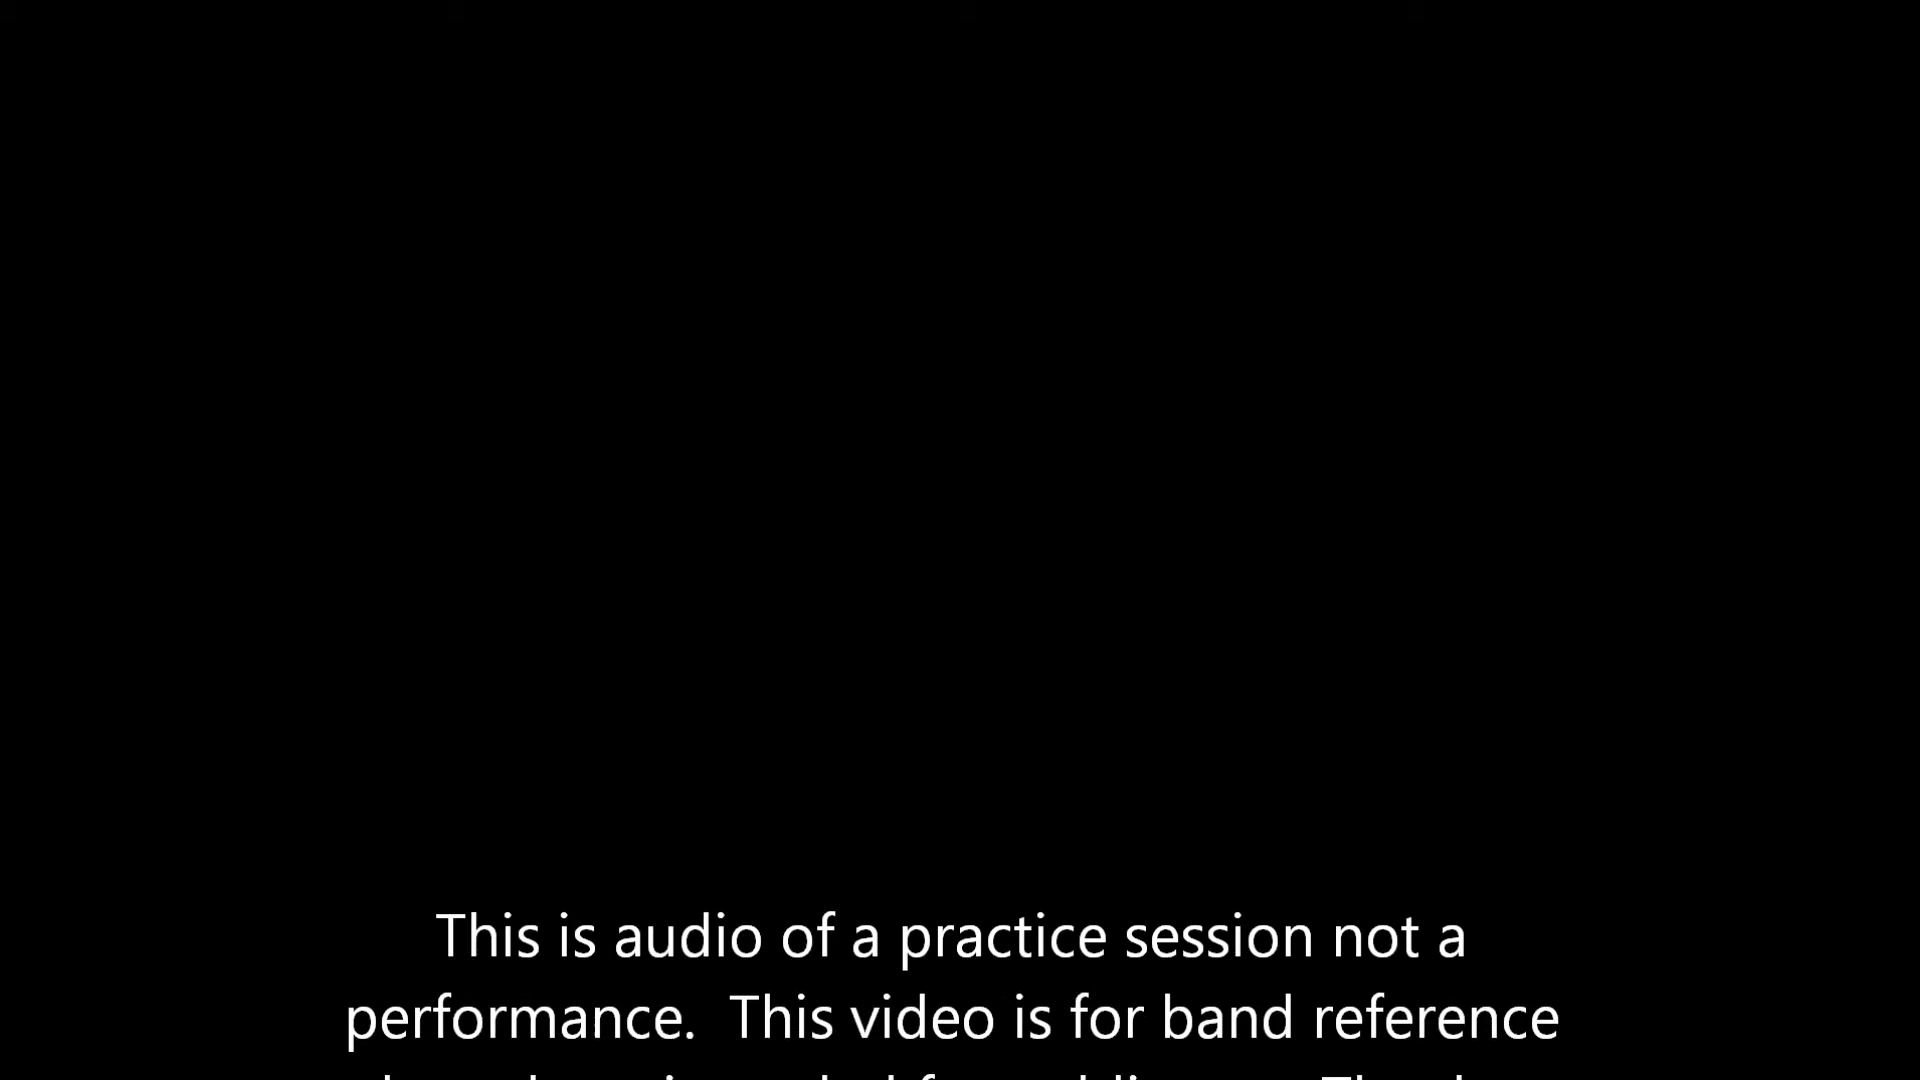 This is audio of a practice session not a
performance.  This video is for band reference